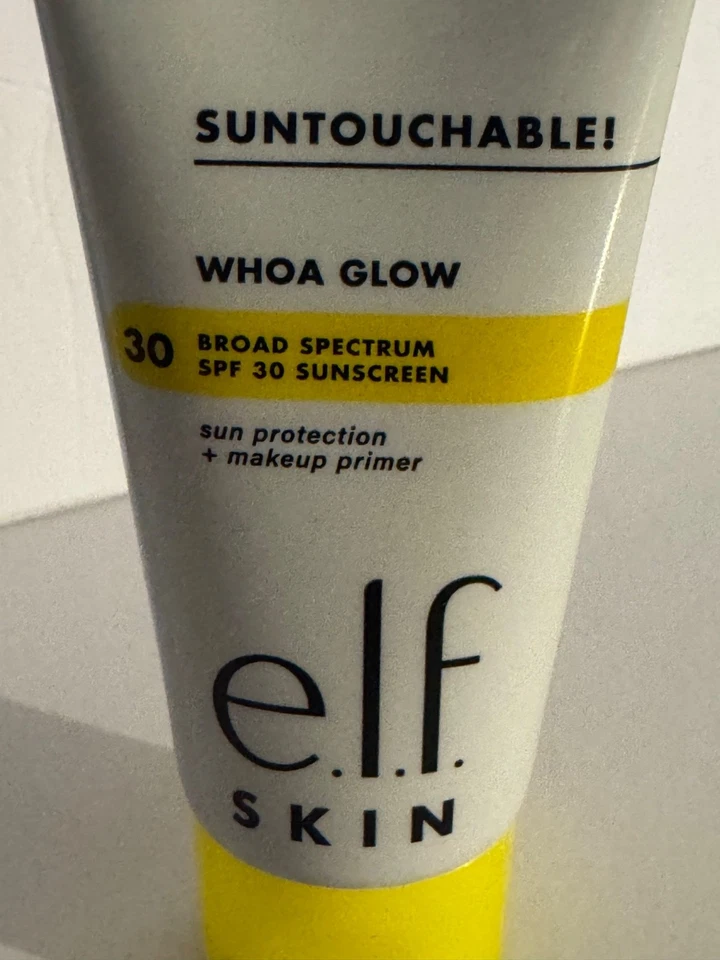 SUNTOUCHABLE!
WHOA GLOW
30
BROAD SPECTRUM
SPF 30 SUNSCREEN
sun protection
+ makeup primer
e.l.f.
SKIN